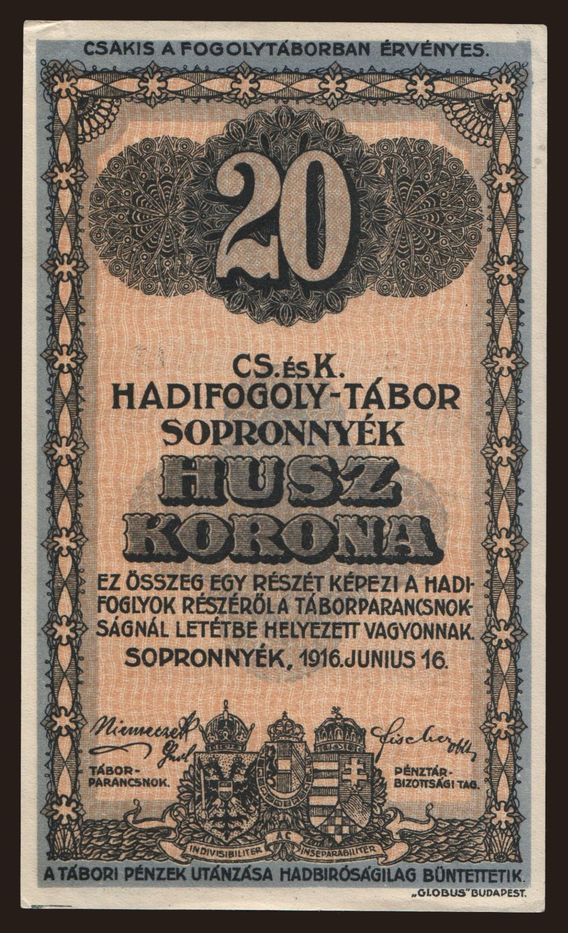 CSAKIS A FOGOLYTÁBORBAN ÉRVÉNYES.
20
CS. ÉS K.
HADIFOGOLY-TÁBOR
SOPRONNYÉK
HUSZ
KORONA
EZ ÖSSZEG EGY RÉSZÉT KÉPEZI A HADI-
FOGLYOK RÉSZÉRŐL A TÁBORPARANCSNOK-
SÁGNÁL LETÉTBE HELYEZETT VAGYONNAK.
SOPRONNYÉK, 1916. JUNIUS 16.
Fischer
TÁBOR-
PARANCSNOK.
PÉNZTÁR-
BIZOTTSÁGI TAG.
INDIVISIBILITER AC INSEPARABILITER
A TÁBORI PÉNZEK UTÁNZÁSA HADBIRÓSÁGILAG BÜNTETTETIK.
„GLOBUS" BUDAPEST.